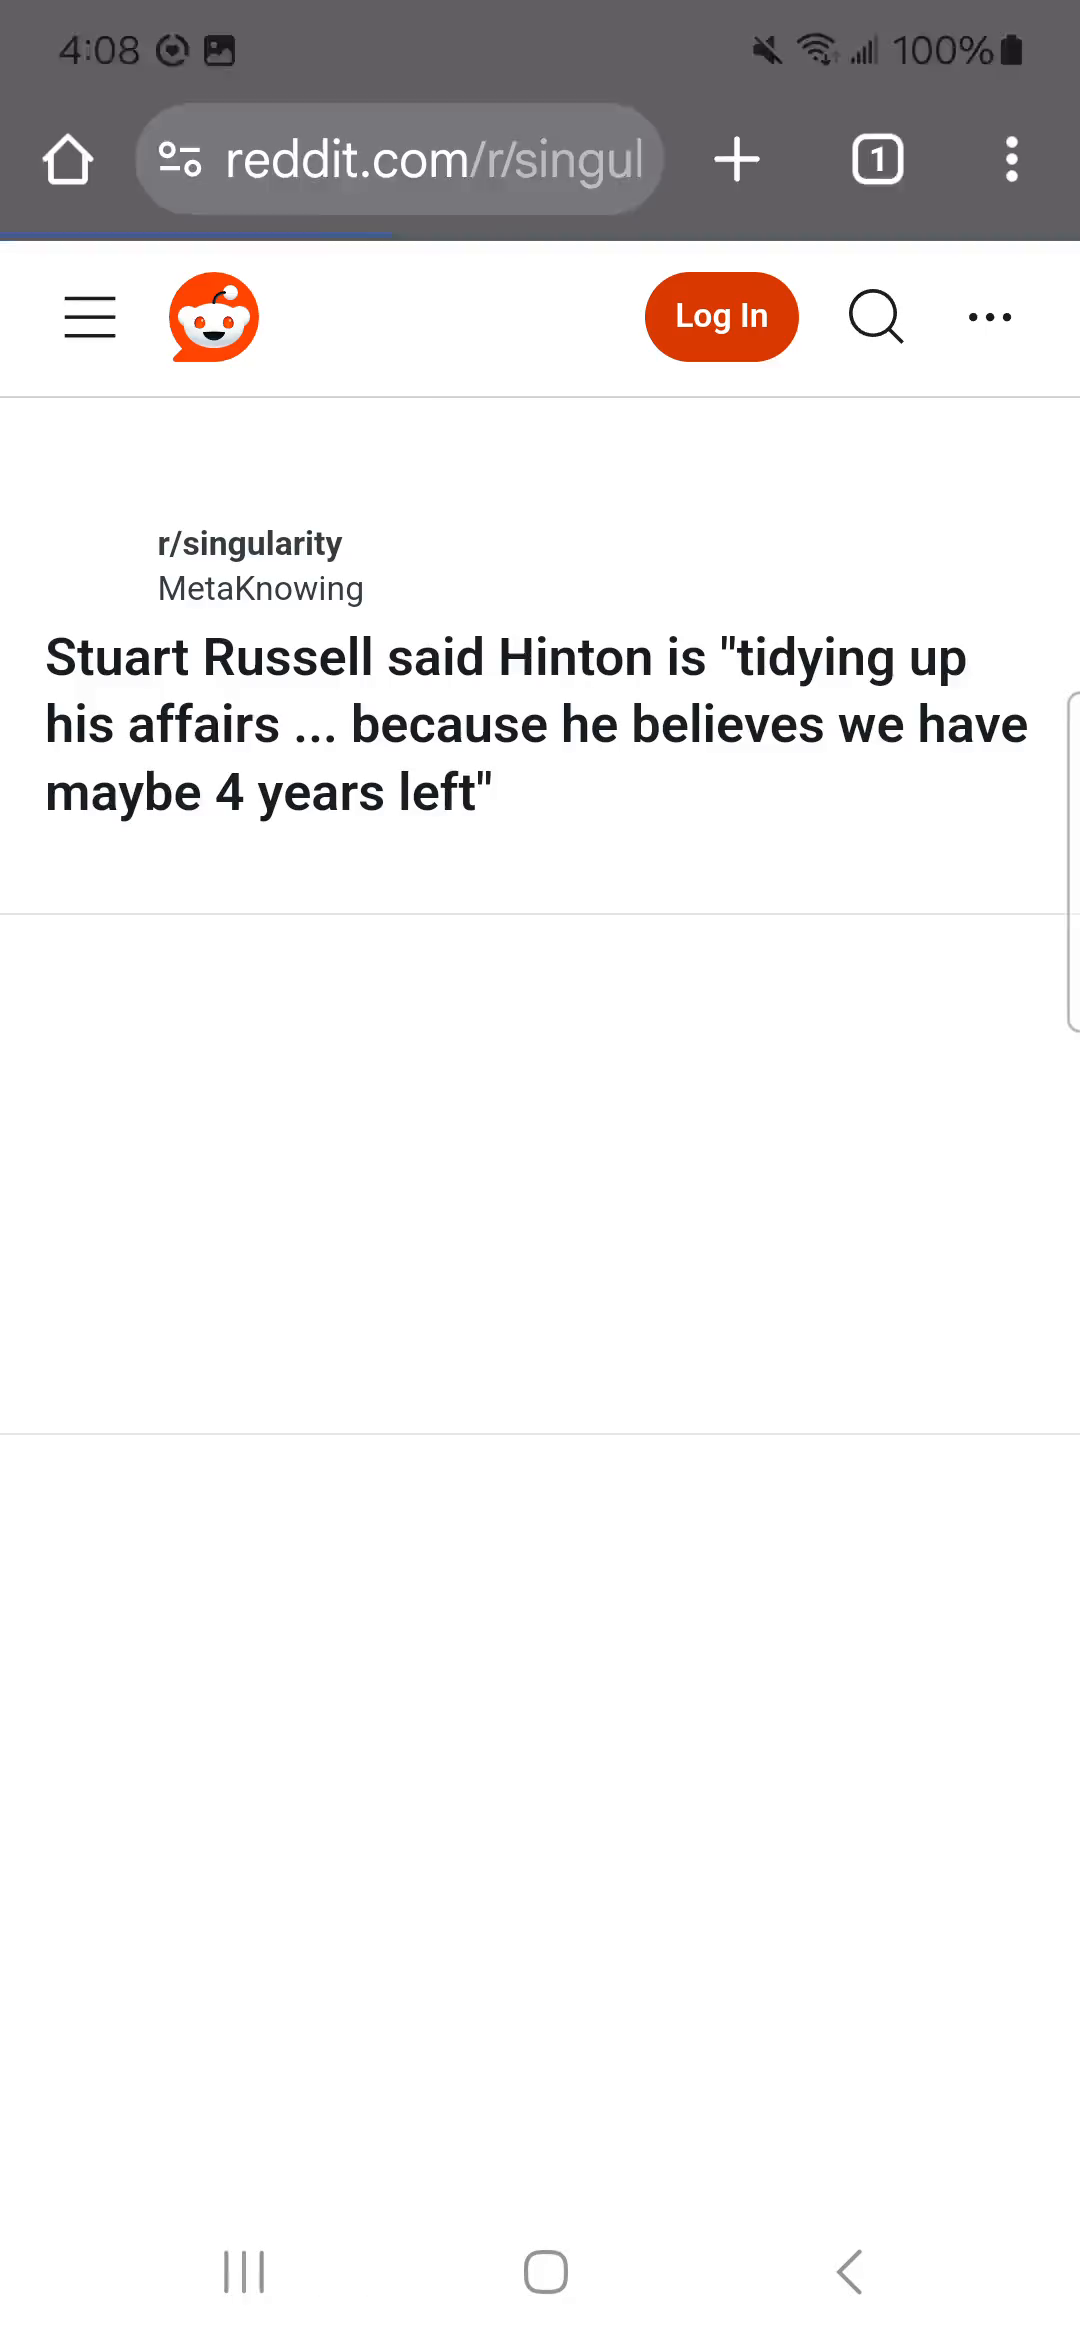 4:08 100%
reddit.com/r/singul 1
Log In
r/singularity
MetaKnowing
Stuart Russell said Hinton is "tidying up
his affairs ... because he believes we have
maybe 4 years left"